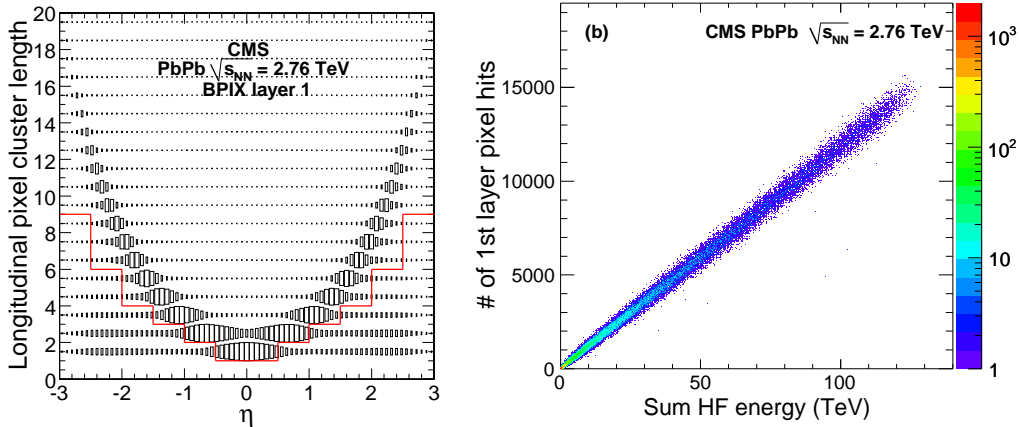 Longitudinal pixel cluster length
20
18
16
14
12
10
8
6
4
2
0
CMS
PbPb √sNN = 2.76 TeV
BPIX layer 1
-3 -2 -1 0 1 2 3
η
# of 1st layer pixel hits
15000
10000
5000
0
(b) CMS PbPb √sNN = 2.76 TeV
0 50 100
Sum HF energy (TeV)
10³
10²
10
1